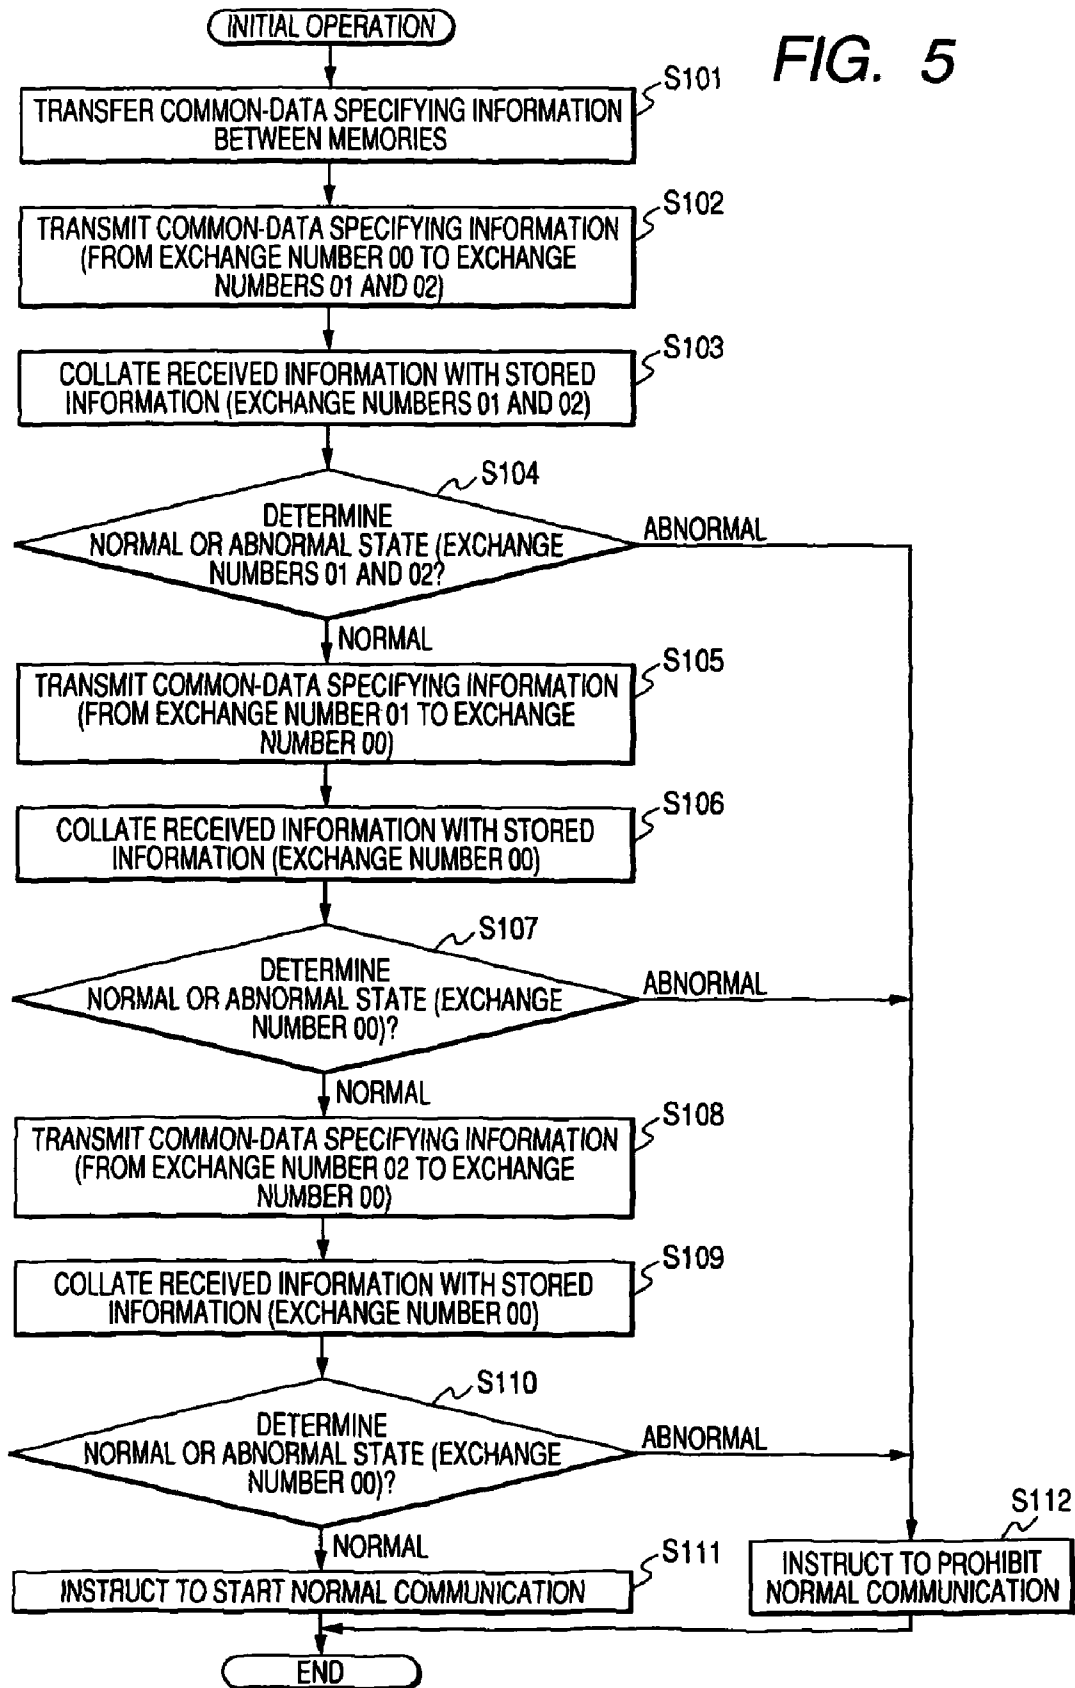 INITIAL OPERATION
FIG. 5
S101
TRANSFER COMMON-DATA SPECIFYING INFORMATION
BETWEEN MEMORIES
S102
TRANSMIT COMMON-DATA SPECIFYING INFORMATION
(FROM EXCHANGE NUMBER 00 TO EXCHANGE
NUMBERS 01 AND 02)
S103
COLLATE RECEIVED INFORMATION WITH STORED
INFORMATION (EXCHANGE NUMBERS 01 AND 02)
S104
DETERMINE
NORMAL OR ABNORMAL STATE (EXCHANGE
NUMBERS 01 AND 02?
ABNORMAL
NORMAL
S105
TRANSMIT COMMON-DATA SPECIFYING INFORMATION
(FROM EXCHANGE NUMBER 01 TO EXCHANGE
NUMBER 00)
S106
COLLATE RECEIVED INFORMATION WITH STORED
INFORMATION (EXCHANGE NUMBER 00)
S107
DETERMINE
NORMAL OR ABNORMAL STATE (EXCHANGE
NUMBER 00)?
ABNORMAL
NORMAL
S108
TRANSMIT COMMON-DATA SPECIFYING INFORMATION
(FROM EXCHANGE NUMBER 02 TO EXCHANGE
NUMBER 00)
S109
COLLATE RECEIVED INFORMATION WITH STORED
INFORMATION (EXCHANGE NUMBER 00)
S110
DETERMINE
NORMAL OR ABNORMAL STATE (EXCHANGE
NUMBER 00)?
ABNORMAL
NORMAL
S111
INSTRUCT TO START NORMAL COMMUNICATION
S112
INSTRUCT TO PROHIBIT
NORMAL COMMUNICATION
END